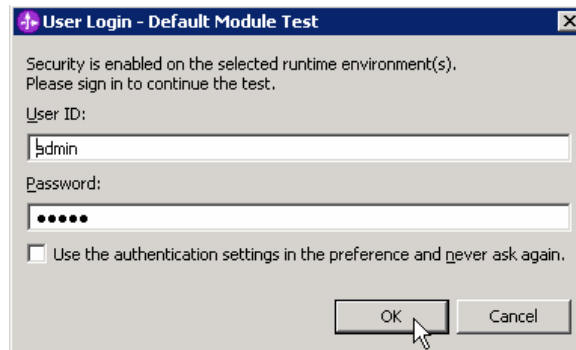 User Login - Default Module Test
Security is enabled on the selected runtime environment(s).
Please sign in to continue the test.
User ID:
admin
Password:
●●●●●
Use the authentication settings in the preference and never ask again.
OK
Cancel